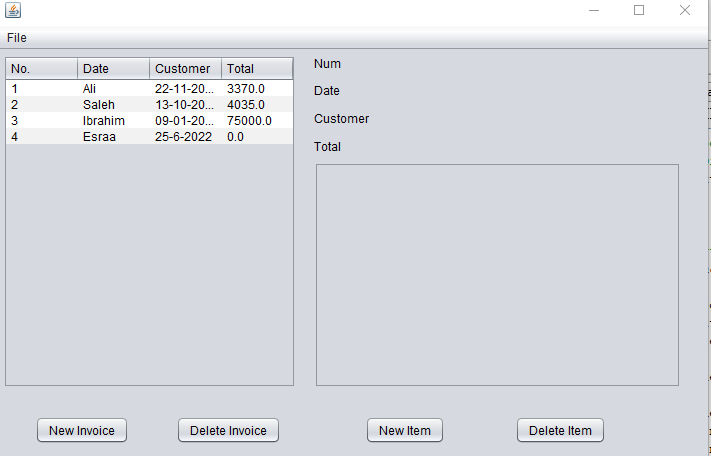 File
No. Date Customer Total
1 Ali 22-11-20... 3370.0
2 Saleh 13-10-20... 4035.0
3 Ibrahim 09-01-20... 75000.0
4 Esraa 25-6-2022 0.0
Num
Date
Customer
Total
New Invoice Delete Invoice New Item Delete Item